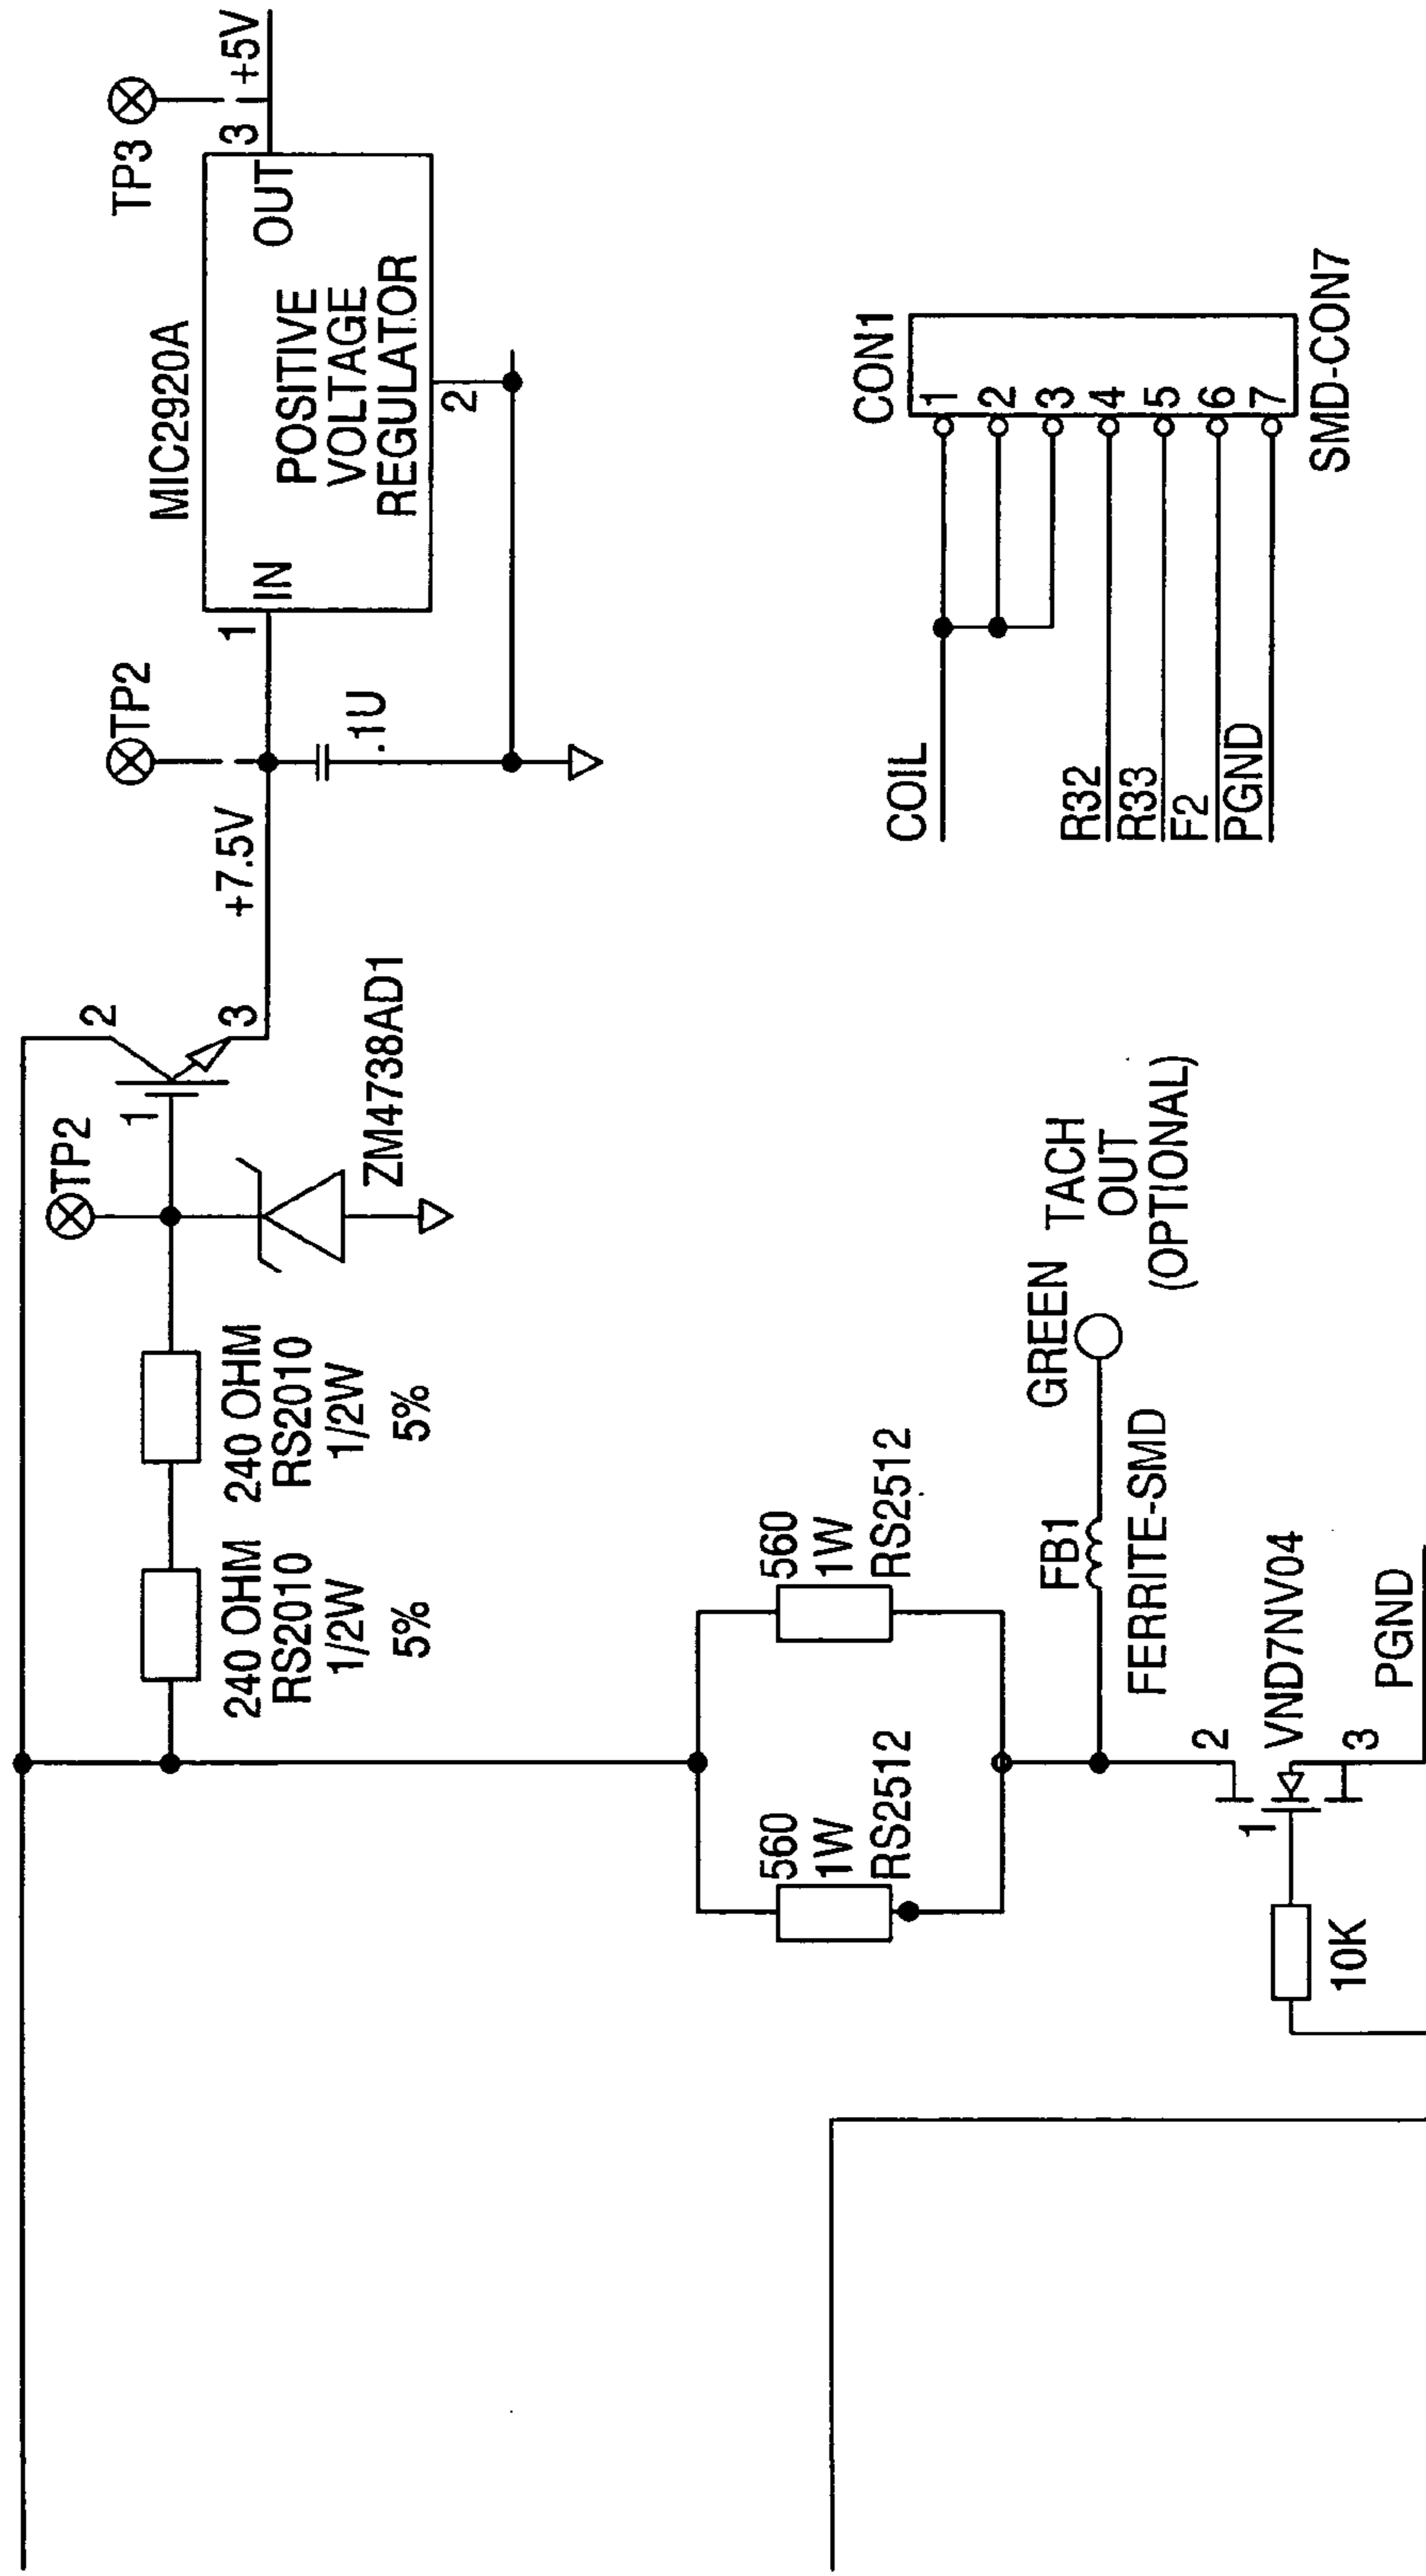 TP2
2
1
3
+7.5V
TP2
1
IN
MIC2920A
POSITIVE
VOLTAGE
REGULATOR
OUT
3
+5V
TP3
2
.1U
240 OHM
RS2010
1/2W
5%
240 OHM
RS2010
1/2W
5%
ZM4738AD1
560
1W
RS2512
560
1W
RS2512
COIL
R32
R33
F2
PGND
CON1
1
2
3
4
5
6
7
SMD-CON7
FB1
FERRITE-SMD
GREEN
TACH
OUT
(OPTIONAL)
2
1
3
VND7NV04
10K
PGND